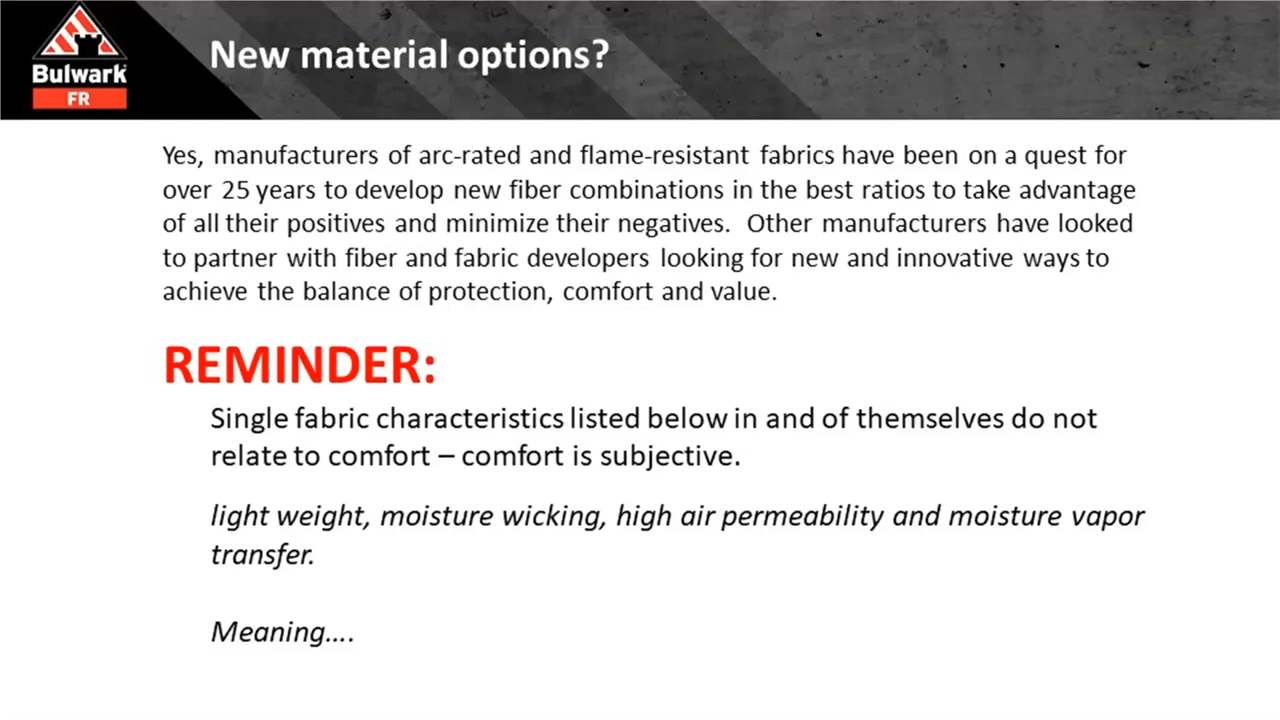 Bulwark
FR
New material options?
Yes, manufacturers of arc-rated and flame-resistant fabrics have been on a quest for
over 25 years to develop new fiber combinations in the best ratios to take advantage
of all their positives and minimize their negatives.  Other manufacturers have looked
to partner with fiber and fabric developers looking for new and innovative ways to
achieve the balance of protection, comfort and value.
REMINDER:
Single fabric characteristics listed below in and of themselves do not
relate to comfort – comfort is subjective.
light weight, moisture wicking, high air permeability and moisture vapor
transfer.
Meaning....